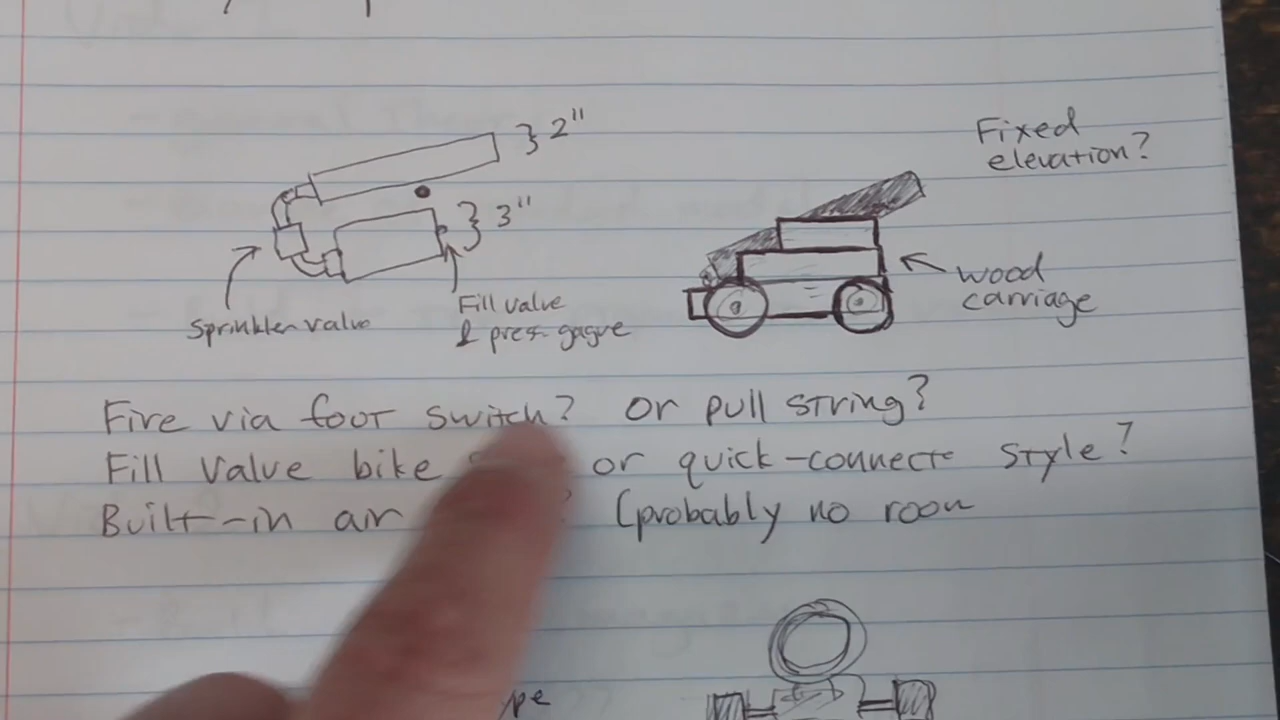 2"
Fixed
elevation?
3"
wood
carriage
Fill valve
& pres. gague
Sprinkler valve
Fire via foot switch? or pull string?
Fill Valve bike or quick-connect style?
Built-in air ? (probably no room
pe